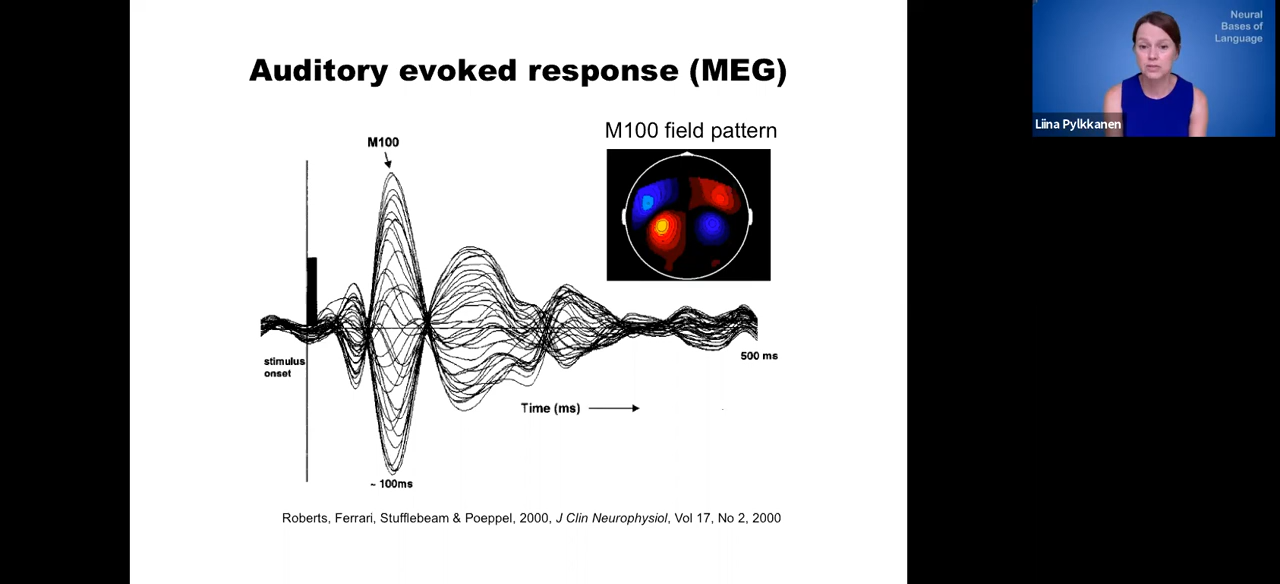 Auditory evoked response (MEG)
M100 field pattern
M100
stimulus
onset
500 ms
Time (ms)
~ 100ms
Roberts, Ferrari, Stufflebeam & Poeppel, 2000, J Clin Neurophysiol, Vol 17, No 2, 2000
Neural
Bases of
Language
Liina Pylkkanen